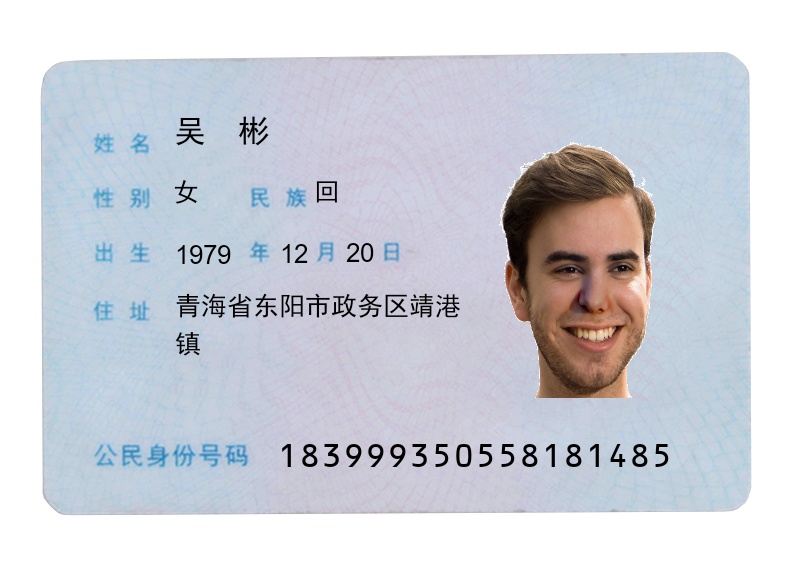 姓名 吴 彬
性别 女 民族 回
出生 1979 年 12 月 20 日
住址 青海省东阳市政务区靖港
镇
公民身份号码 183999350558181485